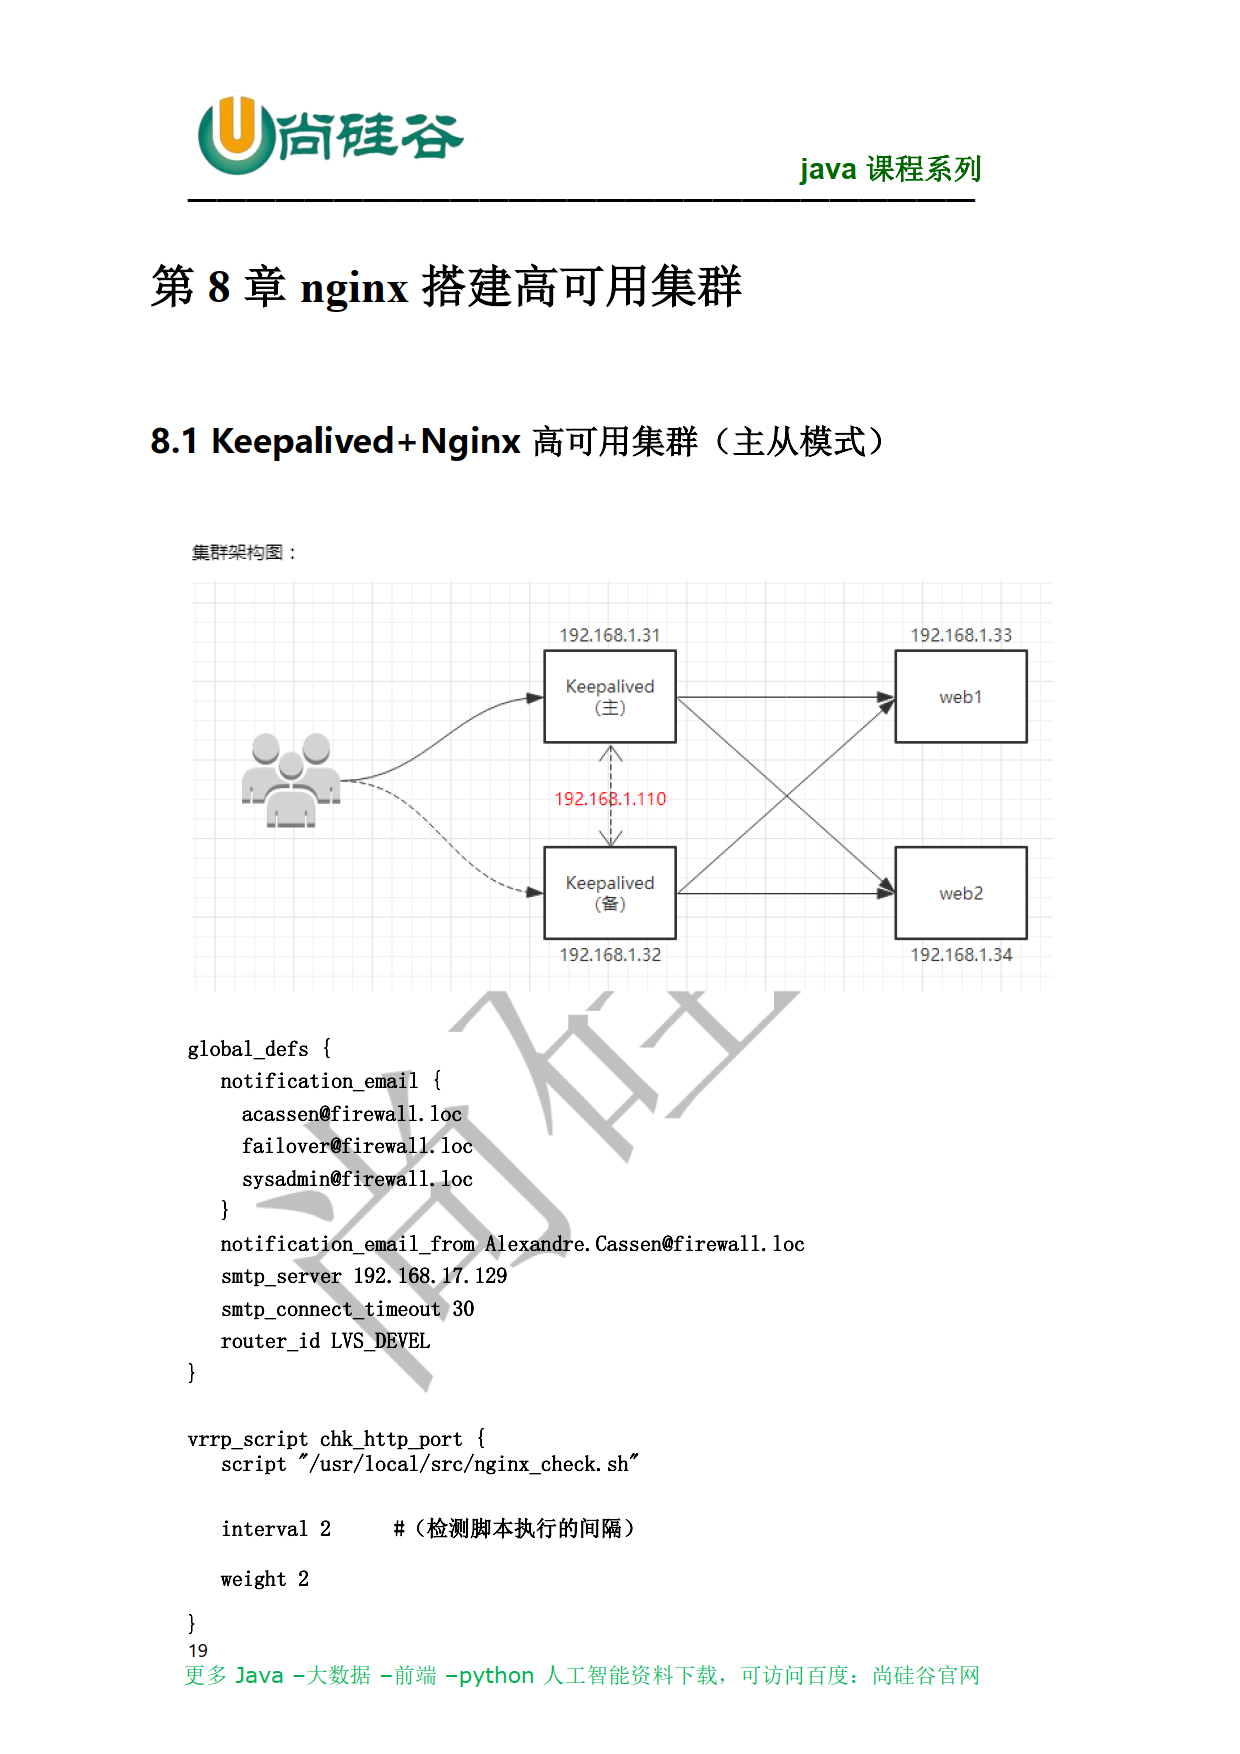 尚硅谷
java 课程系列
第 8 章 nginx 搭建高可用集群
8.1 Keepalived+Nginx 高可用集群（主从模式）
集群架构图：
192.168.1.31
192.168.1.33
Keepalived
（主）
web1
192.168.1.110
Keepalived
（备）
web2
192.168.1.32
192.168.1.34
global_defs {
notification_email {
acassen@firewall.loc
failover@firewall.loc
sysadmin@firewall.loc
}
notification_email_from Alexandre.Cassen@firewall.loc
smtp_server 192.168.17.129
smtp_connect_timeout 30
router_id LVS_DEVEL
}
vrrp_script chk_http_port {
script "/usr/local/src/nginx_check.sh"
interval 2 #（检测脚本执行的间隔）
weight 2
}
19
更多 Java –大数据 –前端 –python 人工智能资料下载，可访问百度：尚硅谷官网